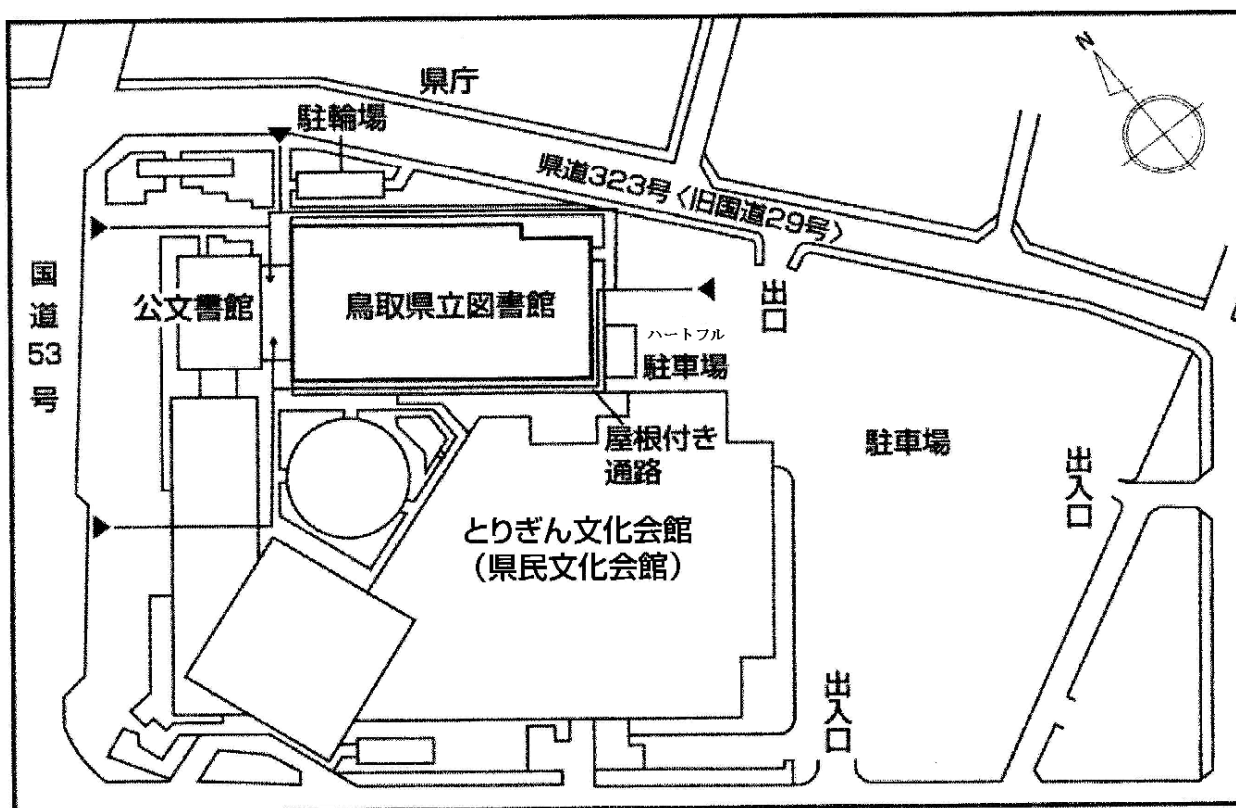 県庁
駐輪場
N
県道323号〈旧国道29号〉
国道53号
公文書館
鳥取県立図書館
出口
ハートフル
駐車場
屋根付き
通路
駐車場
出入口
とりぎん文化会館
（県民文化会館）
出入口